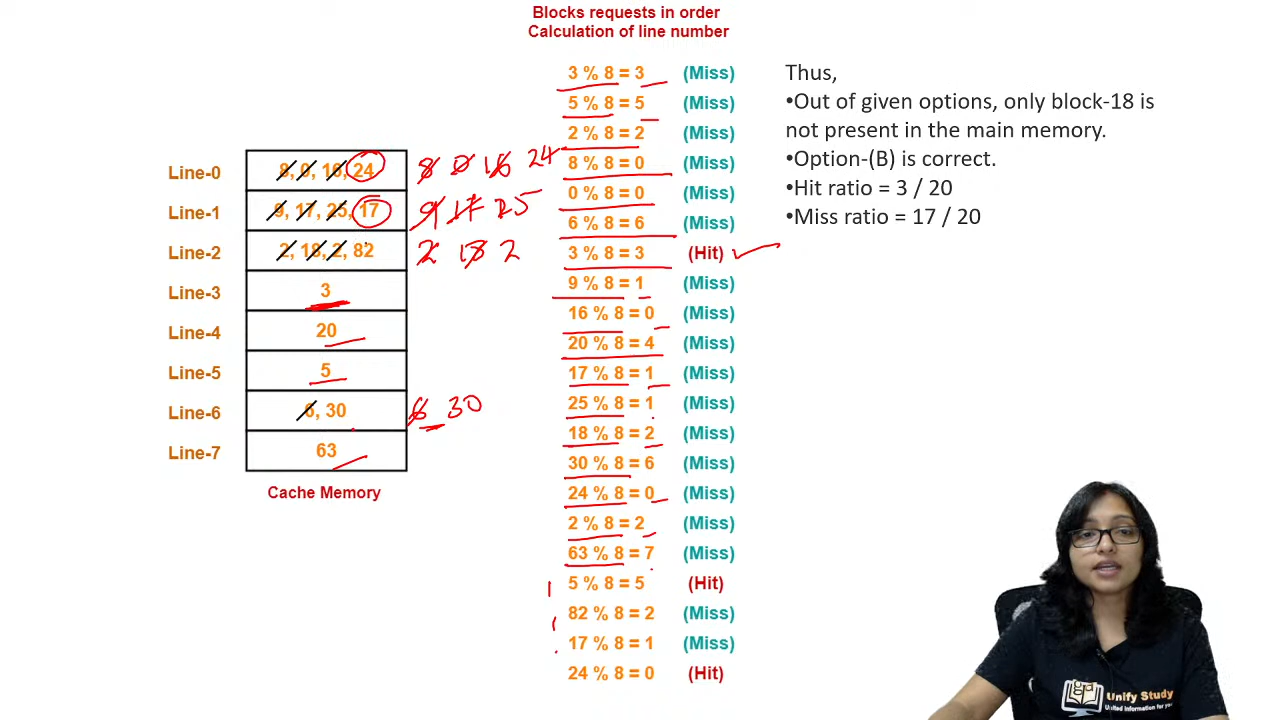 Blocks requests in order
Calculation of line number
Line-0 8, 0, 16, 24 8 0 16 24
Line-1 9, 17, 25, 17 9 17 25
Line-2 2, 18, 2, 82 2 18 2
Line-3 3
Line-4 20
Line-5 5
Line-6 6, 30 6 30
Line-7 63
Cache Memory
3 % 8 = 3 (Miss)
5 % 8 = 5 (Miss)
2 % 8 = 2 (Miss)
8 % 8 = 0 (Miss)
0 % 8 = 0 (Miss)
6 % 8 = 6 (Miss)
3 % 8 = 3 (Hit)
9 % 8 = 1 (Miss)
16 % 8 = 0 (Miss)
20 % 8 = 4 (Miss)
17 % 8 = 1 (Miss)
25 % 8 = 1 (Miss)
18 % 8 = 2 (Miss)
30 % 8 = 6 (Miss)
24 % 8 = 0 (Miss)
2 % 8 = 2 (Miss)
63 % 8 = 7 (Miss)
5 % 8 = 5 (Hit)
82 % 8 = 2 (Miss)
17 % 8 = 1 (Miss)
24 % 8 = 0 (Hit)
Thus,
•Out of given options, only block-18 is
not present in the main memory.
•Option-(B) is correct.
•Hit ratio = 3 / 20
•Miss ratio = 17 / 20
Unify Study
United Information for you